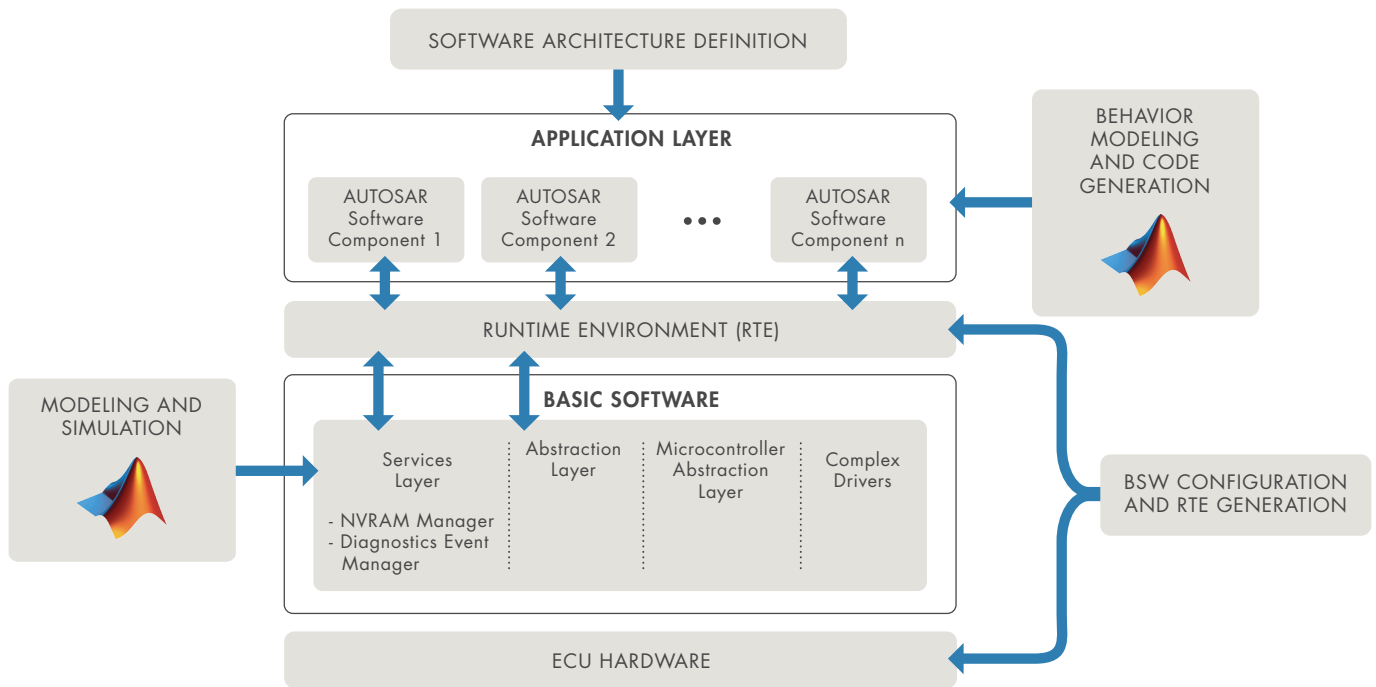 SOFTWARE ARCHITECTURE DEFINITION
APPLICATION LAYER
AUTOSAR
Software
Component 1
AUTOSAR
Software
Component 2
•••
AUTOSAR
Software
Component n
BEHAVIOR
MODELING
AND CODE
GENERATION
RUNTIME ENVIRONMENT (RTE)
MODELING AND
SIMULATION
BASIC SOFTWARE
Services
Layer
- NVRAM Manager
- Diagnostics Event
Manager
Abstraction
Layer
Microcontroller
Abstraction
Layer
Complex
Drivers
BSW CONFIGURATION
AND RTE GENERATION
ECU HARDWARE